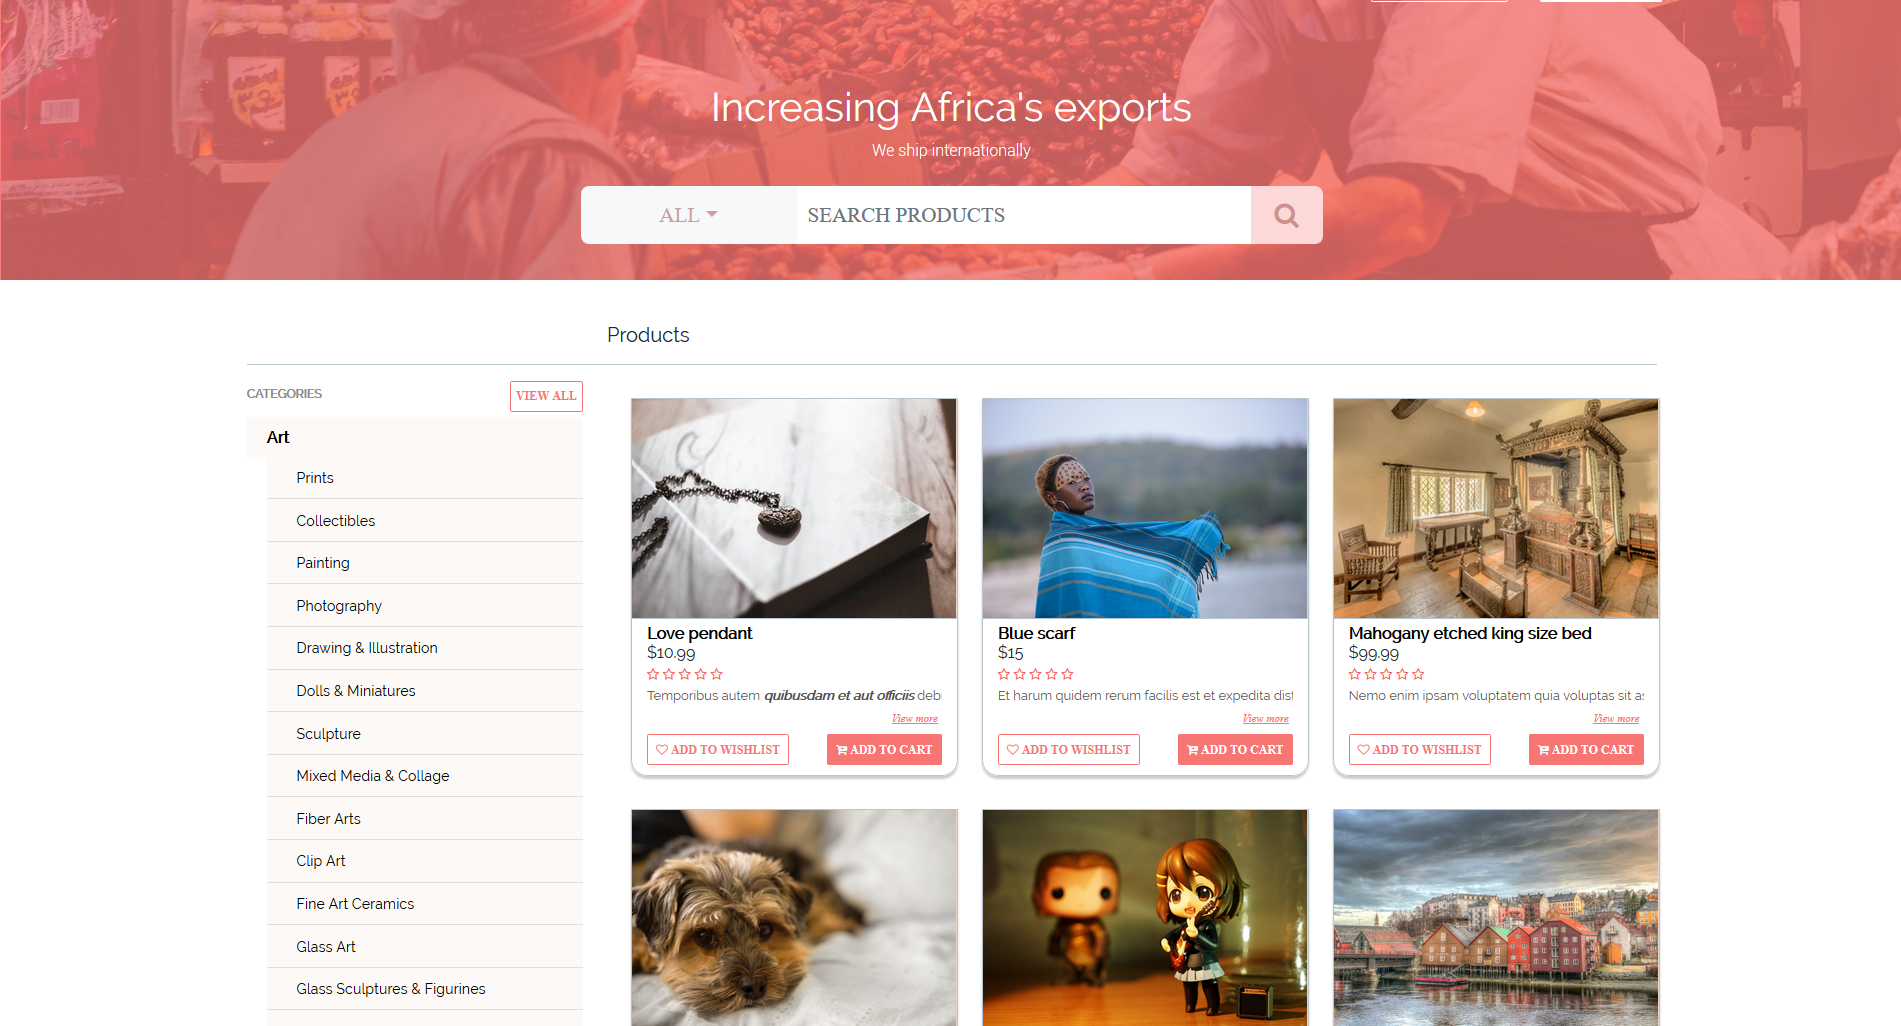 Increasing Africa's exports
We ship internationally
ALL
SEARCH PRODUCTS
Products
CATEGORIES
VIEW ALL
Art
Prints
Collectibles
Painting
Photography
Drawing & Illustration
Dolls & Miniatures
Sculpture
Mixed Media & Collage
Fiber Arts
Clip Art
Fine Art Ceramics
Glass Art
Glass Sculptures & Figurines
Love pendant
$10.99
Temporibus autem quibusdam et aut officiis deb
View more
ADD TO WISHLIST
ADD TO CART
Blue scarf
$15
Et harum quidem rerum facilis est et expedita dist
View more
ADD TO WISHLIST
ADD TO CART
Mahogany etched king size bed
$99.99
Nemo enim ipsam voluptatem quia voluptas sit as
View more
ADD TO WISHLIST
ADD TO CART